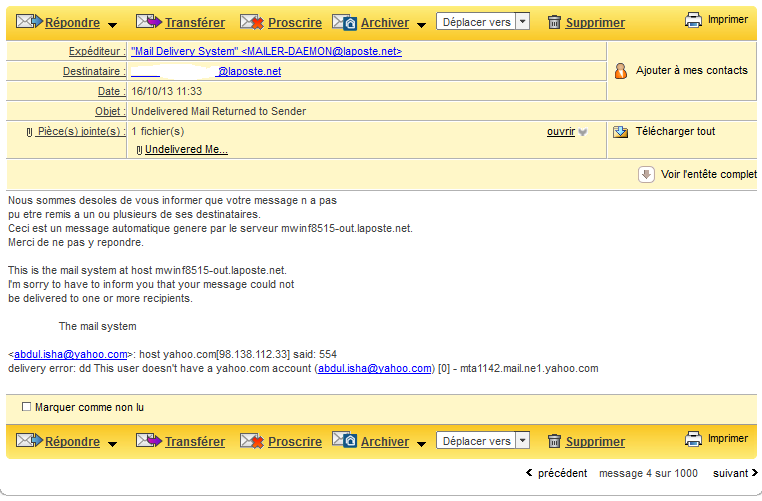 Répondre Transférer Proscrire Archiver Déplacer vers Supprimer Imprimer
Expéditeur : "Mail Delivery System" <MAILER-DAEMON@laposte.net>
Destinataire : @laposte.net
Ajouter à mes contacts
Date : 16/10/13 11:33
Objet : Undelivered Mail Returned to Sender
Pièce(s) jointe(s) : 1 fichier(s) ouvrir Télécharger tout
Undelivered Me...
Voir l'entête complet
Nous sommes desoles de vous informer que votre message n a pas
pu etre remis a un ou plusieurs de ses destinataires.
Ceci est un message automatique genere par le serveur mwinf8515-out.laposte.net.
Merci de ne pas y repondre.
This is the mail system at host mwinf8515-out.laposte.net.
I'm sorry to have to inform you that your message could not
be delivered to one or more recipients.
The mail system
<abdul.isha@yahoo.com>: host yahoo.com[98.138.112.33] said: 554
delivery error: dd This user doesn't have a yahoo.com account (abdul.isha@yahoo.com) [0] - mta1142.mail.ne1.yahoo.com
Marquer comme non lu
Répondre Transférer Proscrire Archiver Déplacer vers Supprimer Imprimer
précédent message 4 sur 1000 suivant